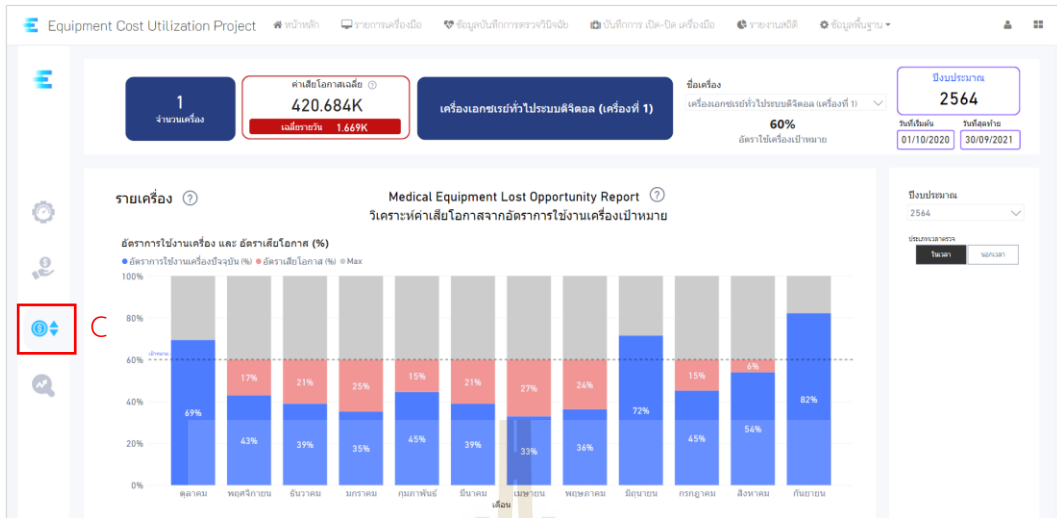 Equipment Cost Utilization Project หน้าหลัก รายการเครื่องมือ ข้อมูลบันทึกการตรวจวินิจฉัย บันทึกการ เปิด-ปิด เครื่องมือ รายงานสถิติ ข้อมูลพื้นฐาน
1
จำนวนเครื่อง
ค่าเสียโอกาสเฉลี่ย
420.684K
เฉลี่ยรายวัน 1.669K
เครื่องเอกซเรย์ทั่วไประบบดิจิตอล (เครื่องที่ 1)
ชื่อเครื่อง
เครื่องเอกซเรย์ทั่วไประบบดิจิตอล (เครื่องที่ 1)
60%
อัตราใช้เครื่องเป้าหมาย
ปีงบประมาณ
2564
วันที่เริ่มต้น วันที่สุดท้าย
01/10/2020 30/09/2021
รายเครื่อง ?
Medical Equipment Lost Opportunity Report ?
วิเคราะห์ค่าเสียโอกาสจากอัตราการใช้งานเครื่องเป้าหมาย
อัตราการใช้งานเครื่อง และ อัตราเสียโอกาส (%)
อัตราการใช้งานเครื่องปัจจุบัน (%) อัตราเสียโอกาส (%) Max
100%
80%
60%
40%
20%
0%
เป้าหมาย
17% 21% 25% 15% 21% 27% 24% 15% 6%
69% 43% 39% 35% 45% 39% 33% 36% 72% 45% 54% 82%
ตุลาคม พฤศจิกายน ธันวาคม มกราคม กุมภาพันธ์ มีนาคม เมษายน พฤษภาคม มิถุนายน กรกฎาคม สิงหาคม กันยายน
เดือน
ปีงบประมาณ
2564
ประเภทเวลาตรวจ
ในเวลา นอกเวลา
C